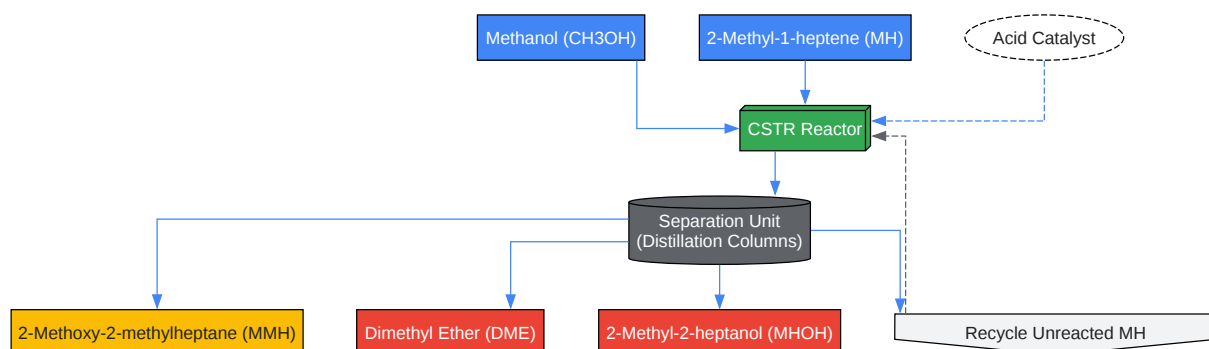 Methanol (CH3OH)
2-Methyl-1-heptene (MH)
Acid Catalyst
CSTR Reactor
Separation Unit
(Distillation Columns)
2-Methoxy-2-methylheptane (MMH)
Dimethyl Ether (DME)
2-Methyl-2-heptanol (MHOH)
Recycle Unreacted MH